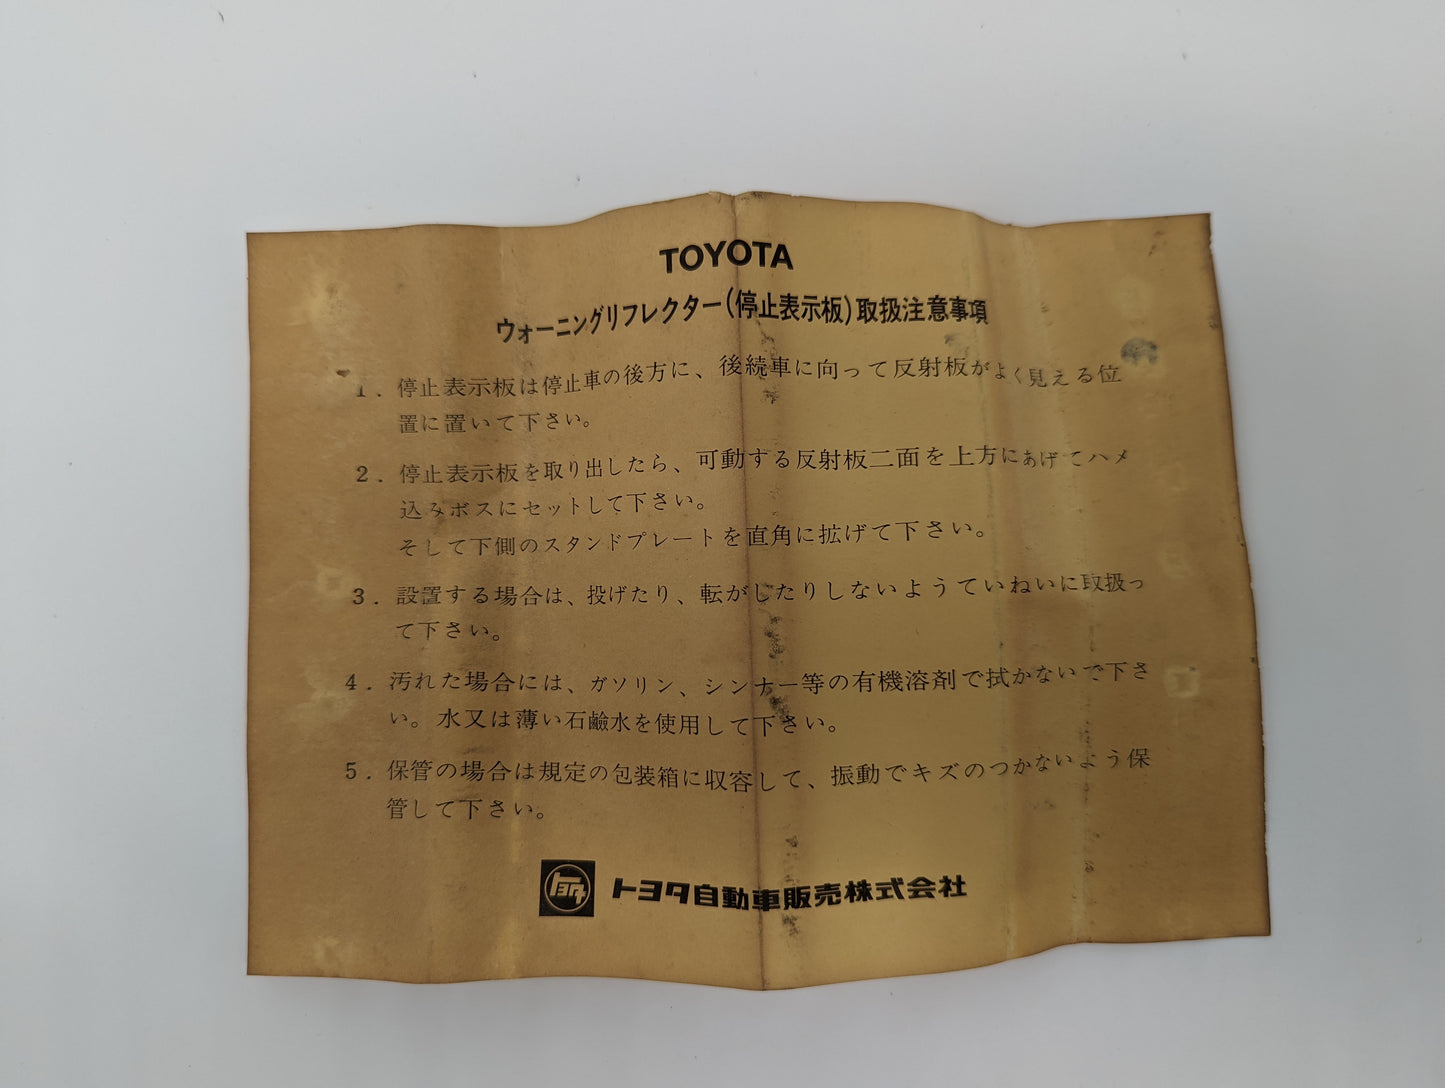 TOYOTA
ウォーニングリフレクター(停止表示板)取扱注意事項
1. 停止表示板は停止車の後方に、後続車に向って反射板がよく見える位
置に置いて下さい。
2. 停止表示板を取り出したら、可動する反射板二面を上方にあげてハメ
込みボスにセットして下さい。
そして下側のスタンドプレートを直角に拡げて下さい。
3. 設置する場合は、投げたり、転がしたりしないようていねいに取扱っ
て下さい。
4. 汚れた場合には、ガソリン、シンナー等の有機溶剤で拭かないで下さ
い。水又は薄い石鹼水を使用して下さい。
5. 保管の場合は規定の包装箱に収容して、振動でキズのつかないよう保
管して下さい。
トヨタ トヨタ自動車販売株式会社